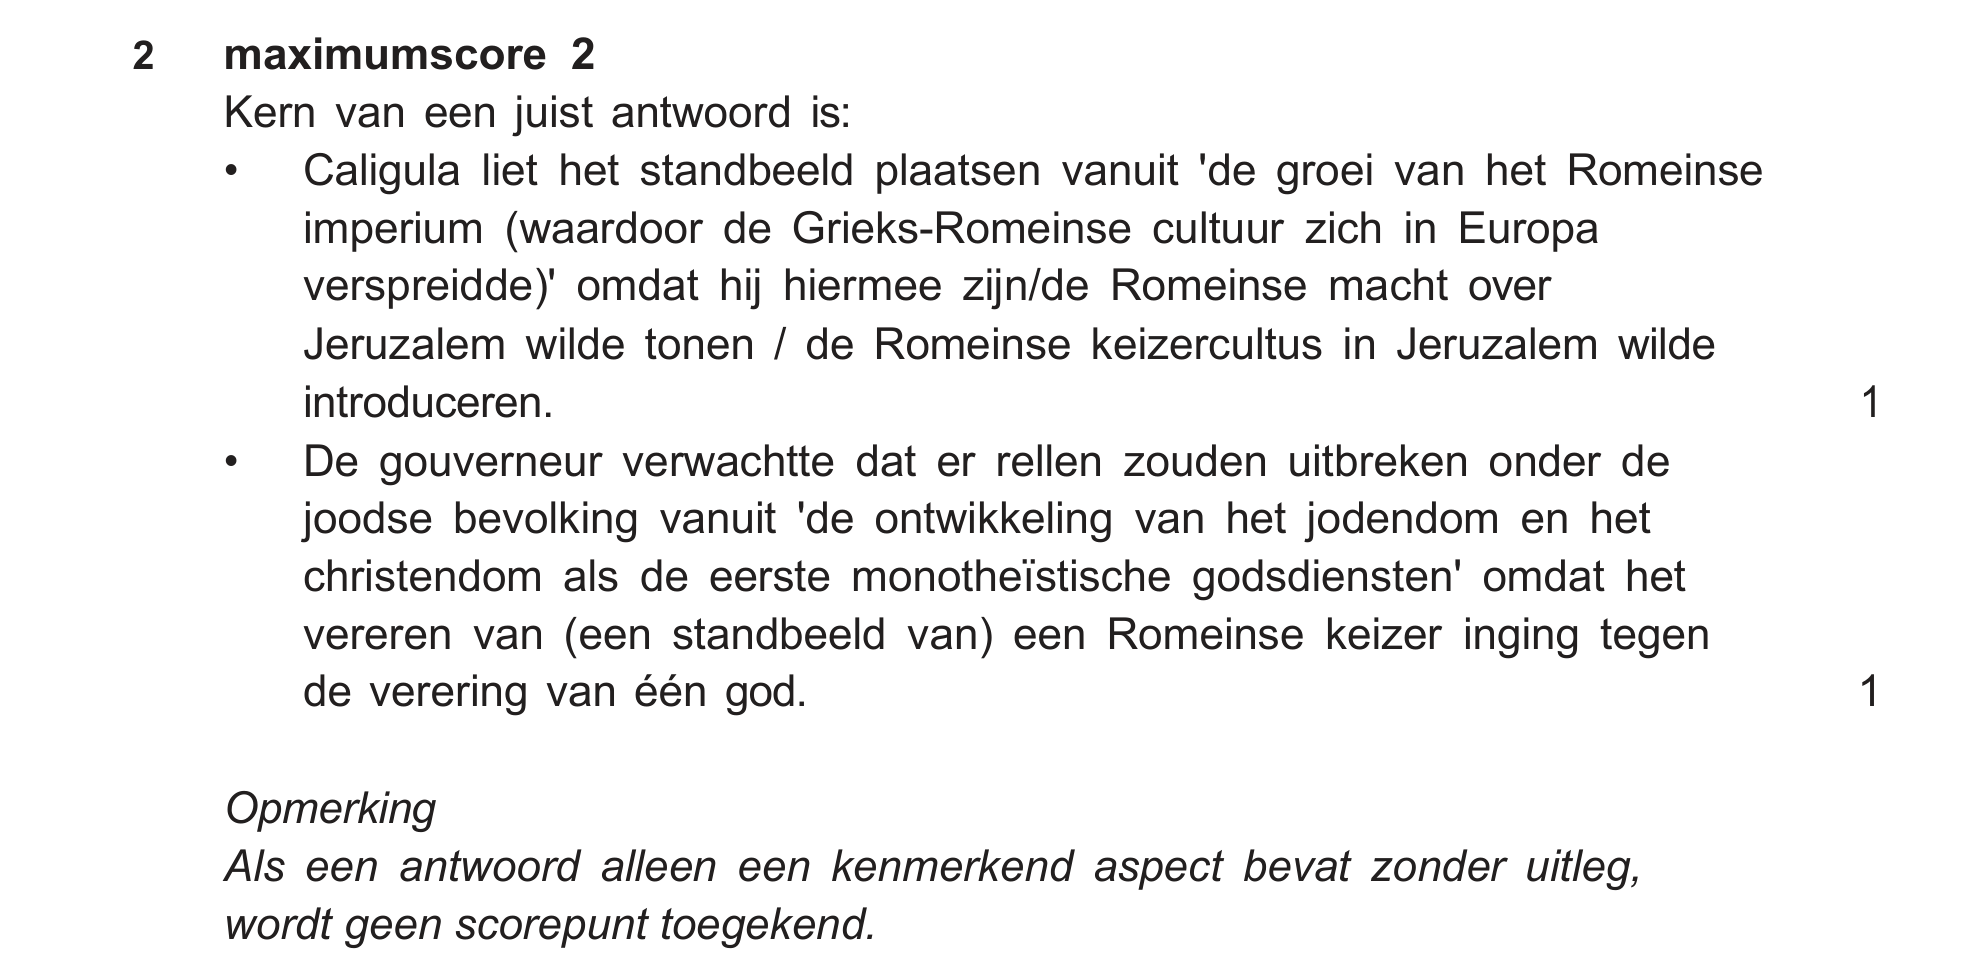 2 maximumscore 2
Kern van een juist antwoord is:
• Caligula liet het standbeeld plaatsen vanuit 'de groei van het Romeinse
imperium (waardoor de Grieks-Romeinse cultuur zich in Europa
verspreidde)' omdat hij hiermee zijn/de Romeinse macht over
Jeruzalem wilde tonen / de Romeinse keizercultus in Jeruzalem wilde
introduceren. 1
• De gouverneur verwachtte dat er rellen zouden uitbreken onder de
joodse bevolking vanuit 'de ontwikkeling van het jodendom en het
christendom als de eerste monotheïstische godsdiensten' omdat het
vereren van (een standbeeld van) een Romeinse keizer inging tegen
de verering van één god. 1
Opmerking
Als een antwoord alleen een kenmerkend aspect bevat zonder uitleg,
wordt geen scorepunt toegekend.